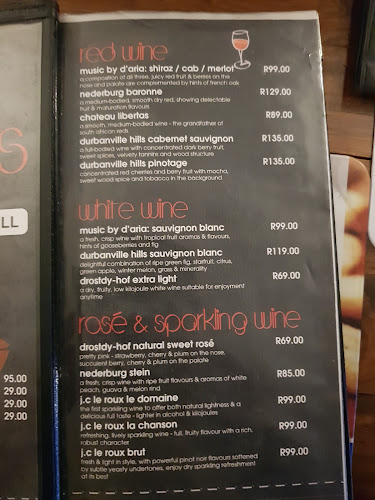 red wine
music by d'aria: shiraz / cab / merlot R99.00
a composition of all three, juicy red fruit & berries on the
nose and palate are complemented by hints of french oak
nederburg baronne R129.00
a medium-bodied, smooth dry red, showing delectable
fruit & maturation flavours
chateau libertas R89.00
a smooth, medium-bodied wine - the grandfather of
south african reds
durbanville hills cabernet sauvignon R135.00
a full-bodied wine with concentrated dark berry fruit,
sweet spices, velvety tannins and wood structure
durbanville hills pinotage R135.00
concentrated red cherries and berry fruit with mocha,
sweet wood spice and tobacco in the background
white wine
music by d'aria: sauvignon blanc R99.00
a fresh, crisp wine with tropical fruit aromas & flavours,
hints of gooseberries and fig
durbanville hills sauvignon blanc R119.00
delightful combination of ripe green fig, starfruit, citrus,
green apple, winter melon, grass & minerality
drostdy-hof extra light R69.00
a dry, fruity, low kilojoule white wine suitable for enjoyment
anytime
rosé & sparkling wine
drostdy-hof natural sweet rosé R69.00
pretty pink - strawberry, cherry & plum on the nose,
succulent berry, cherry & plum on the palate
nederburg stein R85.00
a fresh, crisp wine with ripe fruit flavours & aromas of white
peach, guava & melon rind
j.c le roux le domaine R99.00
the first sparkling wine to offer both natural lightness & a
delicious full taste - lighter in alcohol & kilojoules
j.c le roux la chanson R99.00
refreshing, lively sparkling wine - full, fruity flavour with a rich,
robust character
j.c le roux brut R99.00
fresh & light in style, with powerful pinot noir flavours softened
by subtle yeasty undertones, enjoy dry sparkling refreshment
at its best
S
LL
95.00
29.00
29.00
29.00